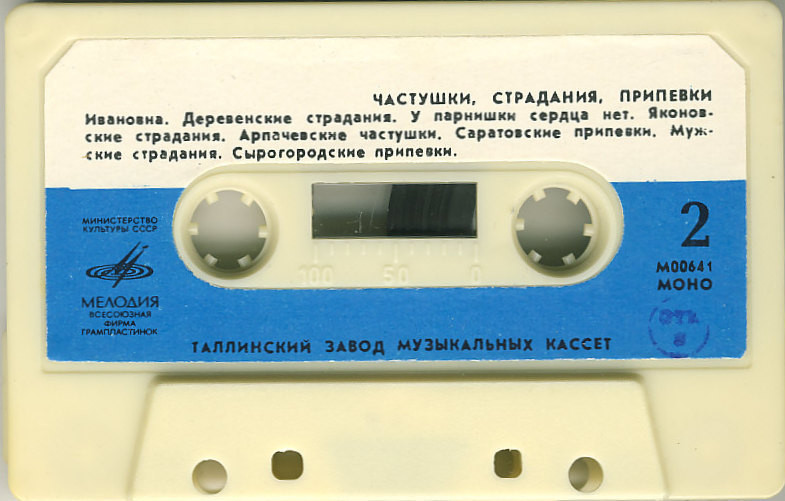 ЧАСТУШКИ, СТРАДАНИЯ, ПРИПЕВКИ
Ивановна. Деревенские страдания. У парнишки сердца нет. Яконов-
ские страдания. Арпачевские частушки. Саратовские припевки. Муж-
ские страдания. Сырогородские припевки.
МИНИСТЕРСТВО
КУЛЬТУРЫ СССР
МЕЛОДИЯ
ВСЕСОЮЗНАЯ
ФИРМА
ГРАМПЛАСТИНОК
100 50 0
2
М00641
МОНО
ОТК
8
ТАЛЛИНСКИЙ ЗАВОД МУЗЫКАЛЬНЫХ КАССЕТ